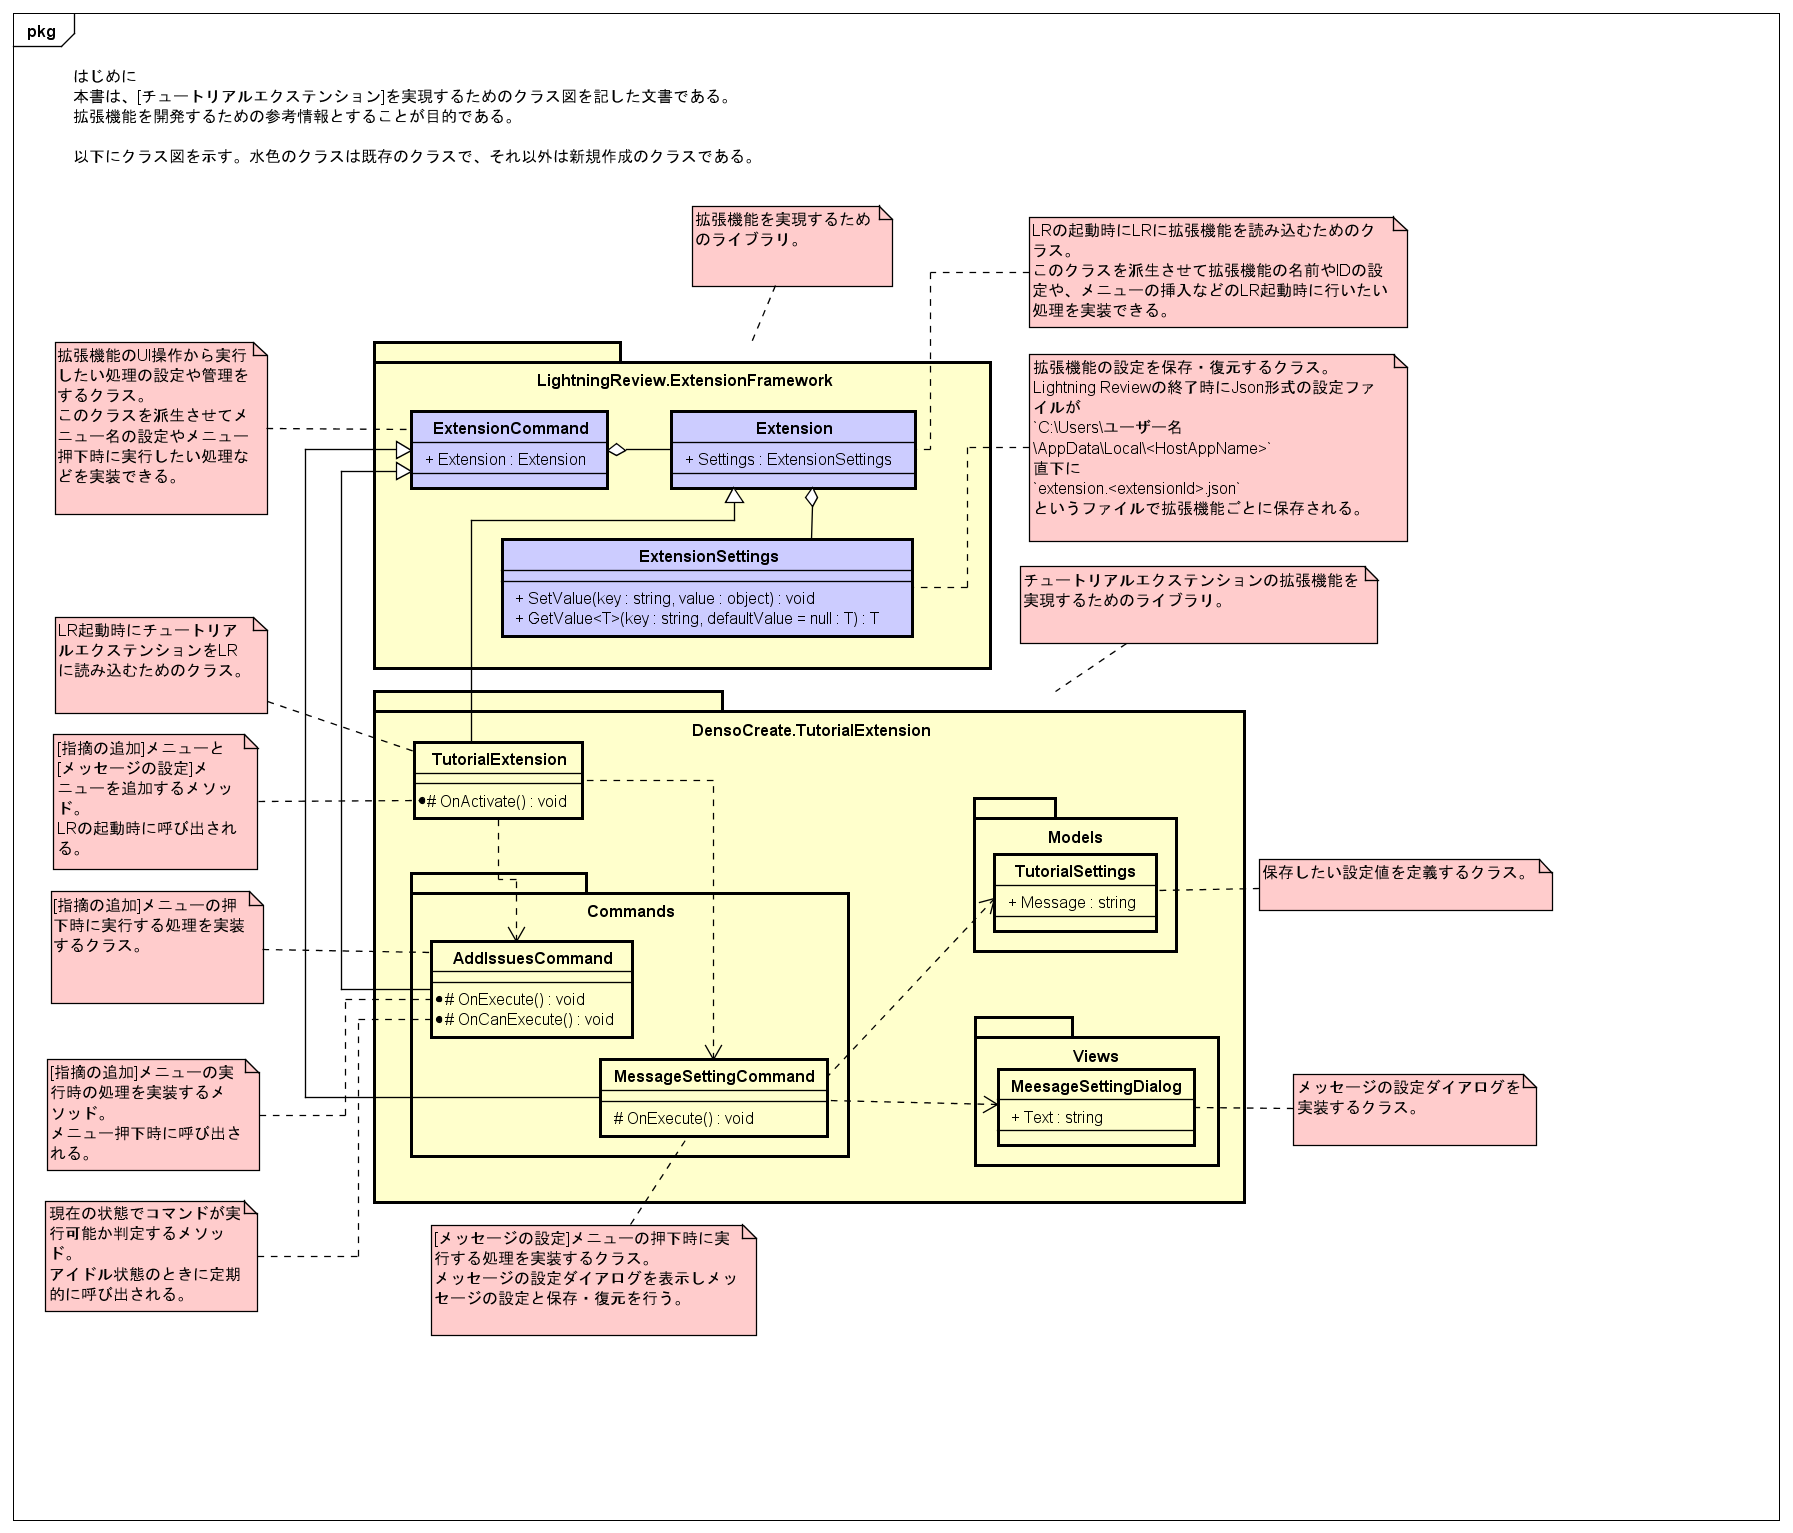 pkg
はじめに
本書は、[チュートリアルエクステンション]を実現するためのクラス図を記した文書である。
拡張機能を開発するための参考情報とすることが目的である。
以下にクラス図を示す。水色のクラスは既存のクラスで、それ以外は新規作成のクラスである。
拡張機能を実現するため
のライブラリ。
LRの起動時にLRに拡張機能を読み込むためのク
ラス。
このクラスを派生させて拡張機能の名前やIDの設
定や、メニューの挿入などのLR起動時に行いたい
処理を実装できる。
拡張機能のUI操作から実行
したい処理の設定や管理を
するクラス。
このクラスを派生させてメ
ニュー名の設定やメニュー
押下時に実行したい処理な
どを実装できる。
LightningReview.ExtensionFramework
ExtensionCommand
+ Extension : Extension
Extension
+ Settings : ExtensionSettings
ExtensionSettings
+ SetValue(key : string, value : object) : void
+ GetValue<T>(key : string, defaultValue = null : T) : T
拡張機能の設定を保存・復元するクラス。
Lightning Reviewの終了時にJson形式の設定ファ
イルが
`C:\Users\ユーザー名
\AppData\Local\<HostAppName>`
直下に
`extension.<extensionId>.json`
というファイルで拡張機能ごとに保存される。
チュートリアルエクステンションの拡張機能を
実現するためのライブラリ。
LR起動時にチュートリア
ルエクステンションをLR
に読み込むためのクラス。
DensoCreate.TutorialExtension
TutorialExtension
# OnActivate() : void
[指摘の追加]メニューと
[メッセージの設定]メ
ニューを追加するメソッ
ド。
LRの起動時に呼び出され
る。
Models
TutorialSettings
+ Message : string
保存したい設定値を定義するクラス。
[指摘の追加]メニューの押
下時に実行する処理を実装
するクラス。
Commands
AddIssuesCommand
# OnExecute() : void
# OnCanExecute() : void
MessageSettingCommand
# OnExecute() : void
Views
MeesageSettingDialog
+ Text : string
メッセージの設定ダイアログを
実装するクラス。
[指摘の追加]メニューの実
行時の処理を実装するメ
ソッド。
メニュー押下時に呼び出さ
れる。
現在の状態でコマンドが実
行可能か判定するメソッ
ド。
アイドル状態のときに定期
的に呼び出される。
[メッセージの設定]メニューの押下時に実
行する処理を実装するクラス。
メッセージの設定ダイアログを表示しメッ
セージの設定と保存・復元を行う。